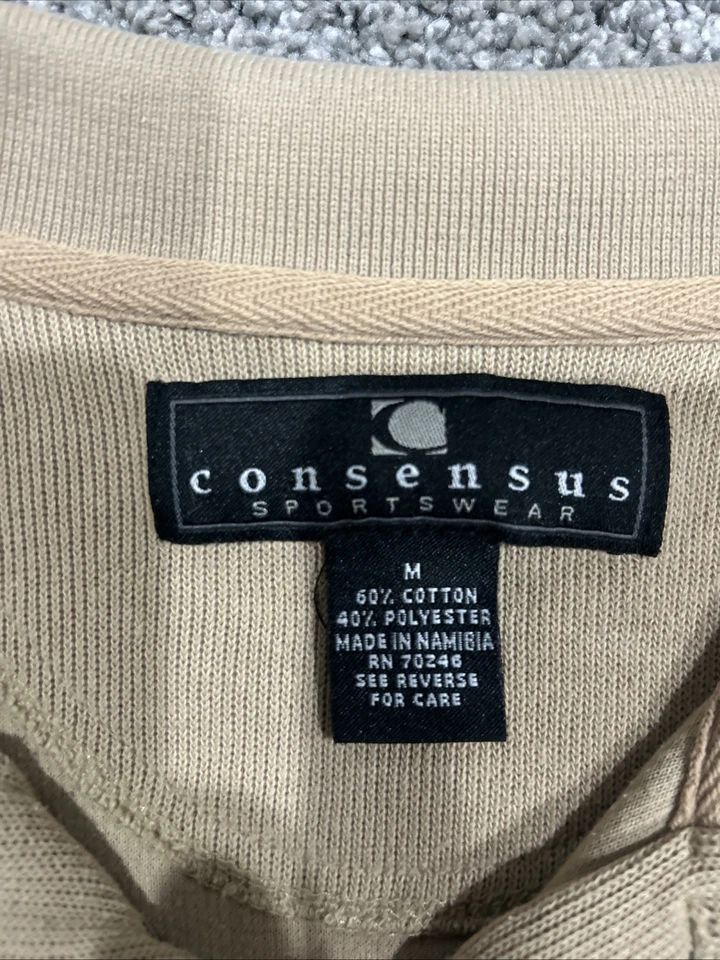 consensus
SPORTSWEAR
M
60% COTTON
40% POLYESTER
MADE IN NAMIBIA
RN 70246
SEE REVERSE
FOR CARE